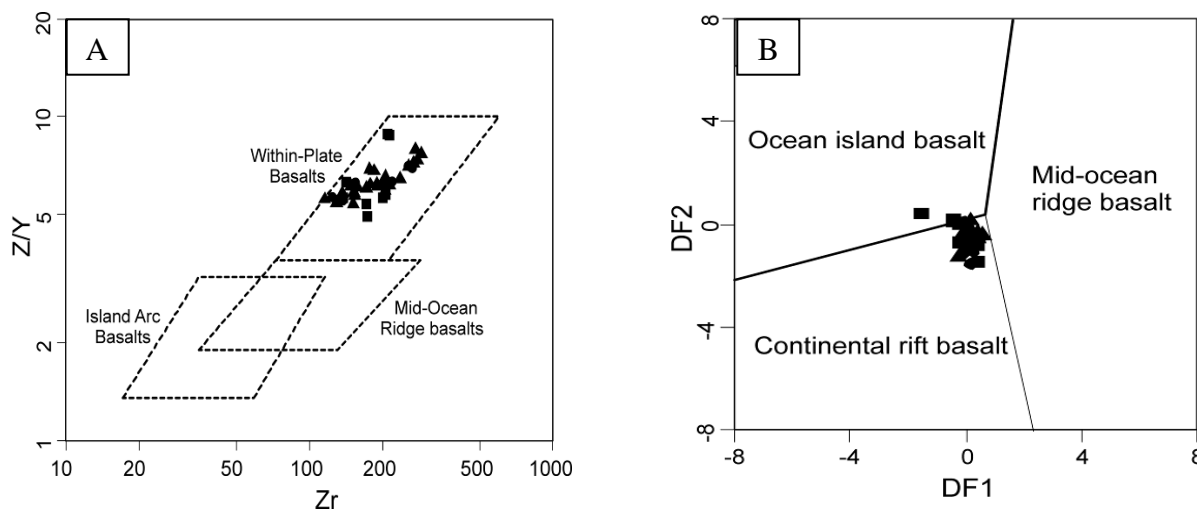 A
20
10
5
2
1
Z/Y
Within-Plate
Basalts
Island Arc
Basalts
Mid-Ocean
Ridge basalts
10
20
50
100
200
500
1000
Zr
B
8
4
0
-4
-8
DF2
Ocean island basalt
Mid-ocean
ridge basalt
Continental rift basalt
-8
-4
0
4
8
DF1